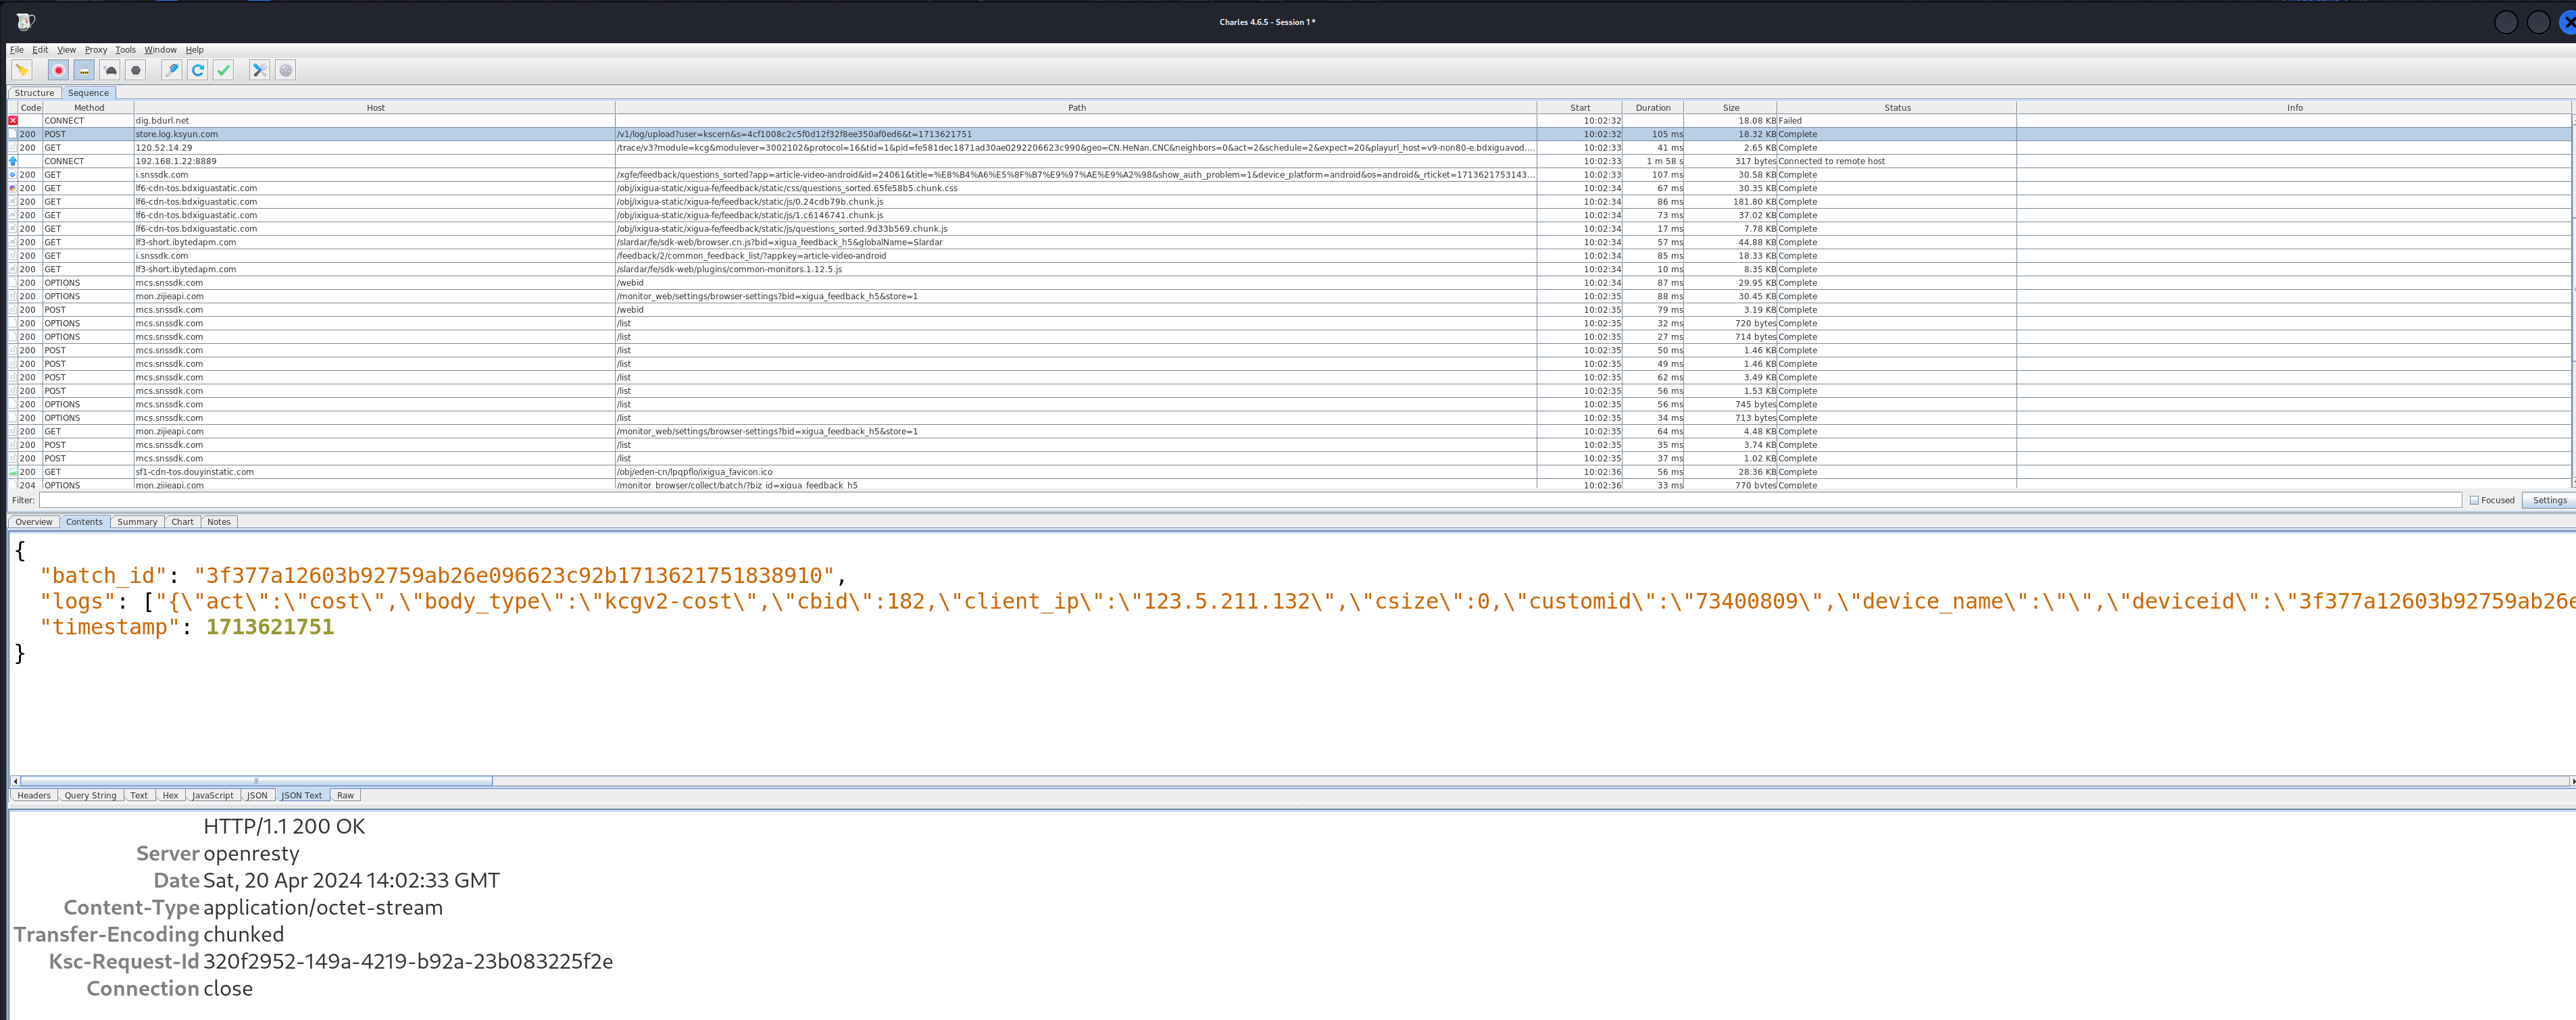 Charles 4.6.5 - Session 1 *
File Edit View Proxy Tools Window Help
Structure Sequence
Code Method Host Path Start Duration Size Status Info
CONNECT dig.bdurl.net 10:02:32 18.08 KB Failed
200 POST store.log.ksyun.com /v1/log/upload?user=kscern&s=4cf1008c2c5f0d12f32f8ee350af0ed6&t=1713621751 10:02:32 105 ms 18.32 KB Complete
200 GET 120.52.14.29 /trace/v3?module=kcg&modulever=3002102&protocol=16&tid=1&pid=fe581dec1871ad30ae0292206623c990&geo=CN.HeNan.CNC&neighbors=0&act=2&schedule=2&expect=20&playurl_host=v9-non80-e.bdxiguavod.... 10:02:33 41 ms 2.65 KB Complete
CONNECT 192.168.1.22:8889 10:02:33 1 m 58 s 317 bytes Connected to remote host
200 GET i.snssdk.com /xgfe/feedback/questions_sorted?app=article-video-android&id=24061&title=%E8%B4%A6%E5%8F%B7%E9%97%AE%E9%A2%98&show_auth_problem=1&device_platform=android&os=android&_rticket=1713621753143... 10:02:33 107 ms 30.58 KB Complete
200 GET lf6-cdn-tos.bdxiguastatic.com /obj/ixigua-static/xigua-fe/feedback/static/css/questions_sorted.65fe58b5.chunk.css 10:02:34 67 ms 30.35 KB Complete
200 GET lf6-cdn-tos.bdxiguastatic.com /obj/ixigua-static/xigua-fe/feedback/static/js/0.24cdb79b.chunk.js 10:02:34 86 ms 181.80 KB Complete
200 GET lf6-cdn-tos.bdxiguastatic.com /obj/ixigua-static/xigua-fe/feedback/static/js/1.c6146741.chunk.js 10:02:34 73 ms 37.02 KB Complete
200 GET lf6-cdn-tos.bdxiguastatic.com /obj/ixigua-static/xigua-fe/feedback/static/js/questions_sorted.9d33b569.chunk.js 10:02:34 17 ms 7.78 KB Complete
200 GET lf3-short.ibytedapm.com /slardar/fe/sdk-web/browser.cn.js?bid=xigua_feedback_h5&globalName=Slardar 10:02:34 57 ms 44.88 KB Complete
200 GET i.snssdk.com /feedback/2/common_feedback_list/?appkey=article-video-android 10:02:34 85 ms 18.33 KB Complete
200 GET lf3-short.ibytedapm.com /slardar/fe/sdk-web/plugins/common-monitors.1.12.5.js 10:02:34 10 ms 8.35 KB Complete
200 OPTIONS mcs.snssdk.com /webid 10:02:34 87 ms 29.95 KB Complete
200 OPTIONS mon.zijieapi.com /monitor_web/settings/browser-settings?bid=xigua_feedback_h5&store=1 10:02:35 88 ms 30.45 KB Complete
200 POST mcs.snssdk.com /webid 10:02:35 79 ms 3.19 KB Complete
200 OPTIONS mcs.snssdk.com /list 10:02:35 32 ms 720 bytes Complete
200 OPTIONS mcs.snssdk.com /list 10:02:35 27 ms 714 bytes Complete
200 POST mcs.snssdk.com /list 10:02:35 50 ms 1.46 KB Complete
200 POST mcs.snssdk.com /list 10:02:35 49 ms 1.46 KB Complete
200 POST mcs.snssdk.com /list 10:02:35 62 ms 3.49 KB Complete
200 POST mcs.snssdk.com /list 10:02:35 56 ms 1.53 KB Complete
200 OPTIONS mcs.snssdk.com /list 10:02:35 56 ms 745 bytes Complete
200 OPTIONS mcs.snssdk.com /list 10:02:35 34 ms 713 bytes Complete
200 GET mon.zijieapi.com /monitor_web/settings/browser-settings?bid=xigua_feedback_h5&store=1 10:02:35 64 ms 4.48 KB Complete
200 POST mcs.snssdk.com /list 10:02:35 35 ms 3.74 KB Complete
200 POST mcs.snssdk.com /list 10:02:35 37 ms 1.02 KB Complete
200 GET sf1-cdn-tos.douyinstatic.com /obj/eden-cn/lpqpflo/ixigua_favicon.ico 10:02:36 56 ms 28.36 KB Complete
204 OPTIONS mon.zijieapi.com /monitor_browser/collect/batch/?biz_id=xigua_feedback_h5 10:02:36 33 ms 770 bytes Complete
Filter: Focused Settings
Overview Contents Summary Chart Notes
{
"batch_id": "3f377a12603b92759ab26e096623c92b1713621751838910",
"logs": ["{\"act\":\"cost\",\"body_type\":\"kcgv2-cost\",\"cbid\":182,\"client_ip\":\"123.5.211.132\",\"csize\":0,\"customid\":\"73400809\",\"device_name\":\"\",\"deviceid\":\"3f377a12603b92759ab26e
"timestamp": 1713621751
}
Headers Query String Text Hex JavaScript JSON JSON Text Raw
HTTP/1.1 200 OK
Server openresty
Date Sat, 20 Apr 2024 14:02:33 GMT
Content-Type application/octet-stream
Transfer-Encoding chunked
Ksc-Request-Id 320f2952-149a-4219-b92a-23b083225f2e
Connection close